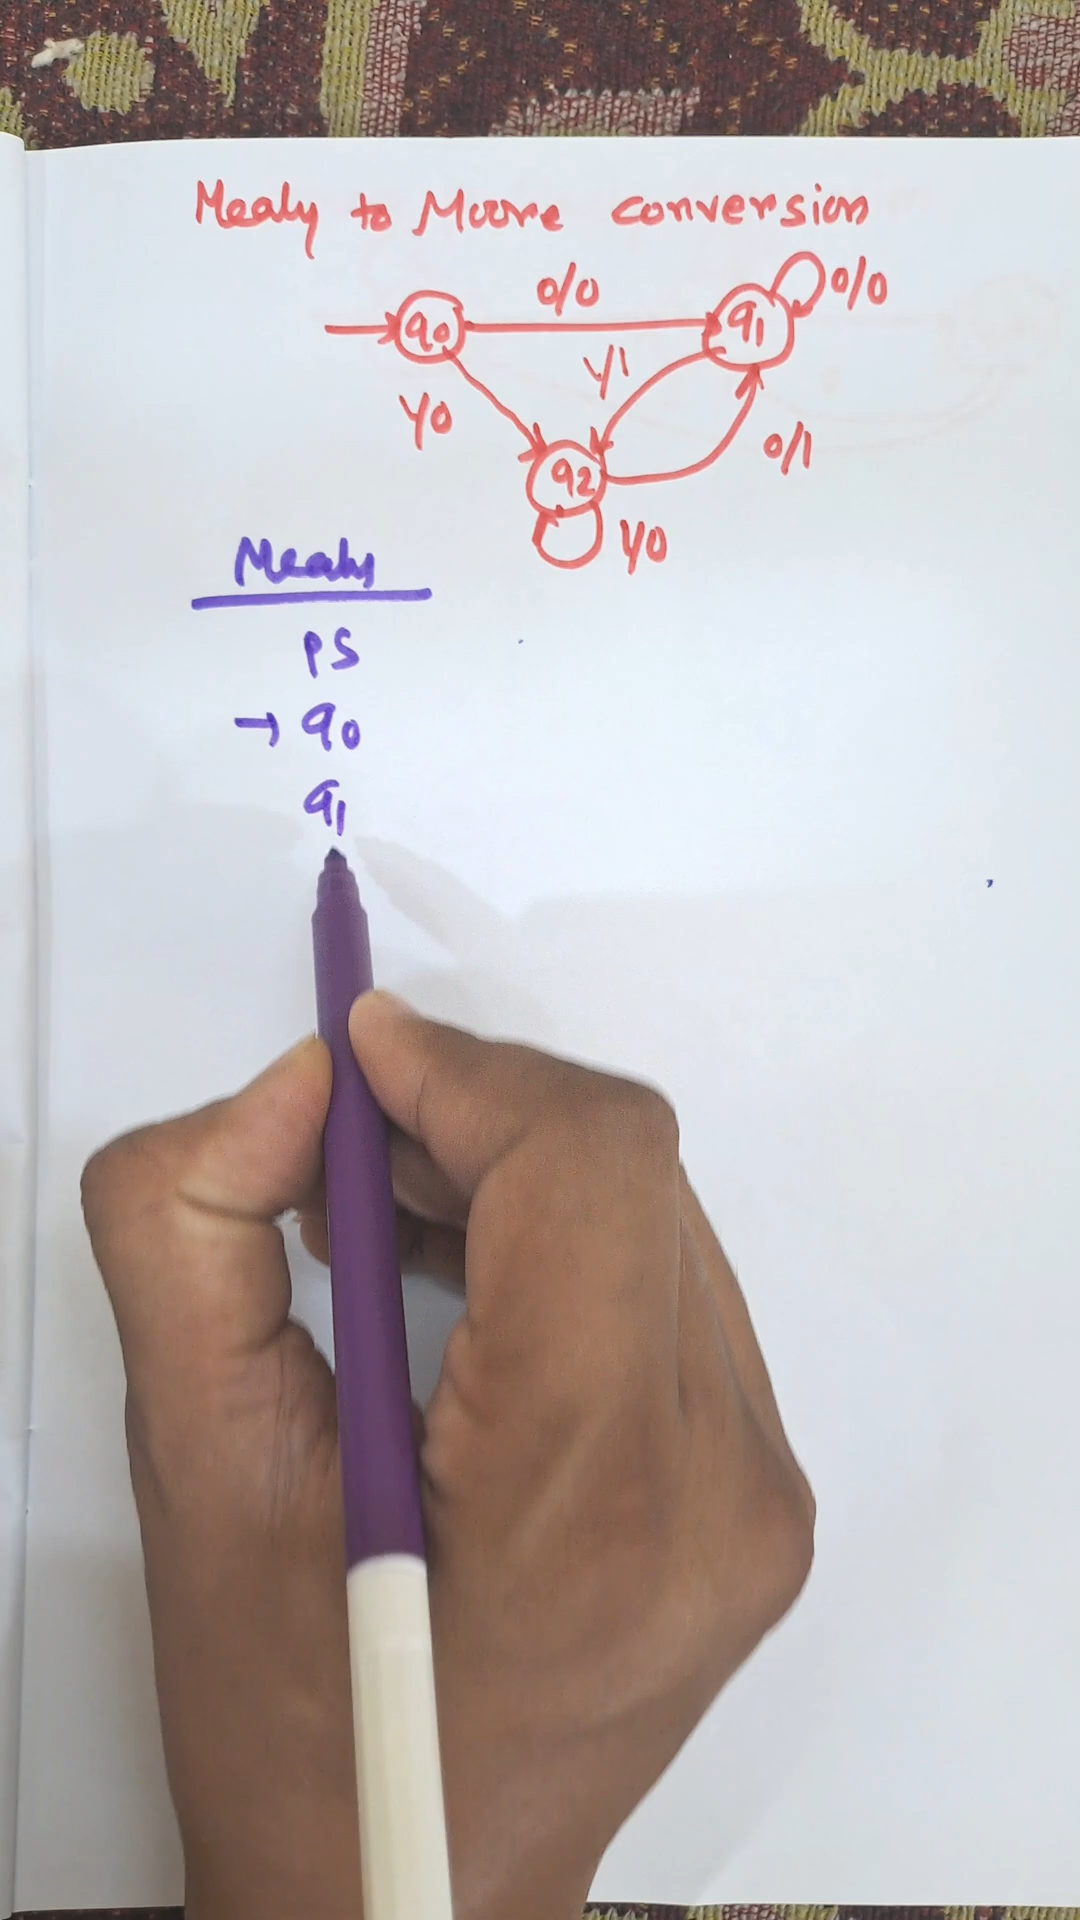 Mealy to Moore conversion
0/0
0/0
q0
q1
1/1
1/0
0/1
q2
1/0
Mealy
PS
→ q0
q1